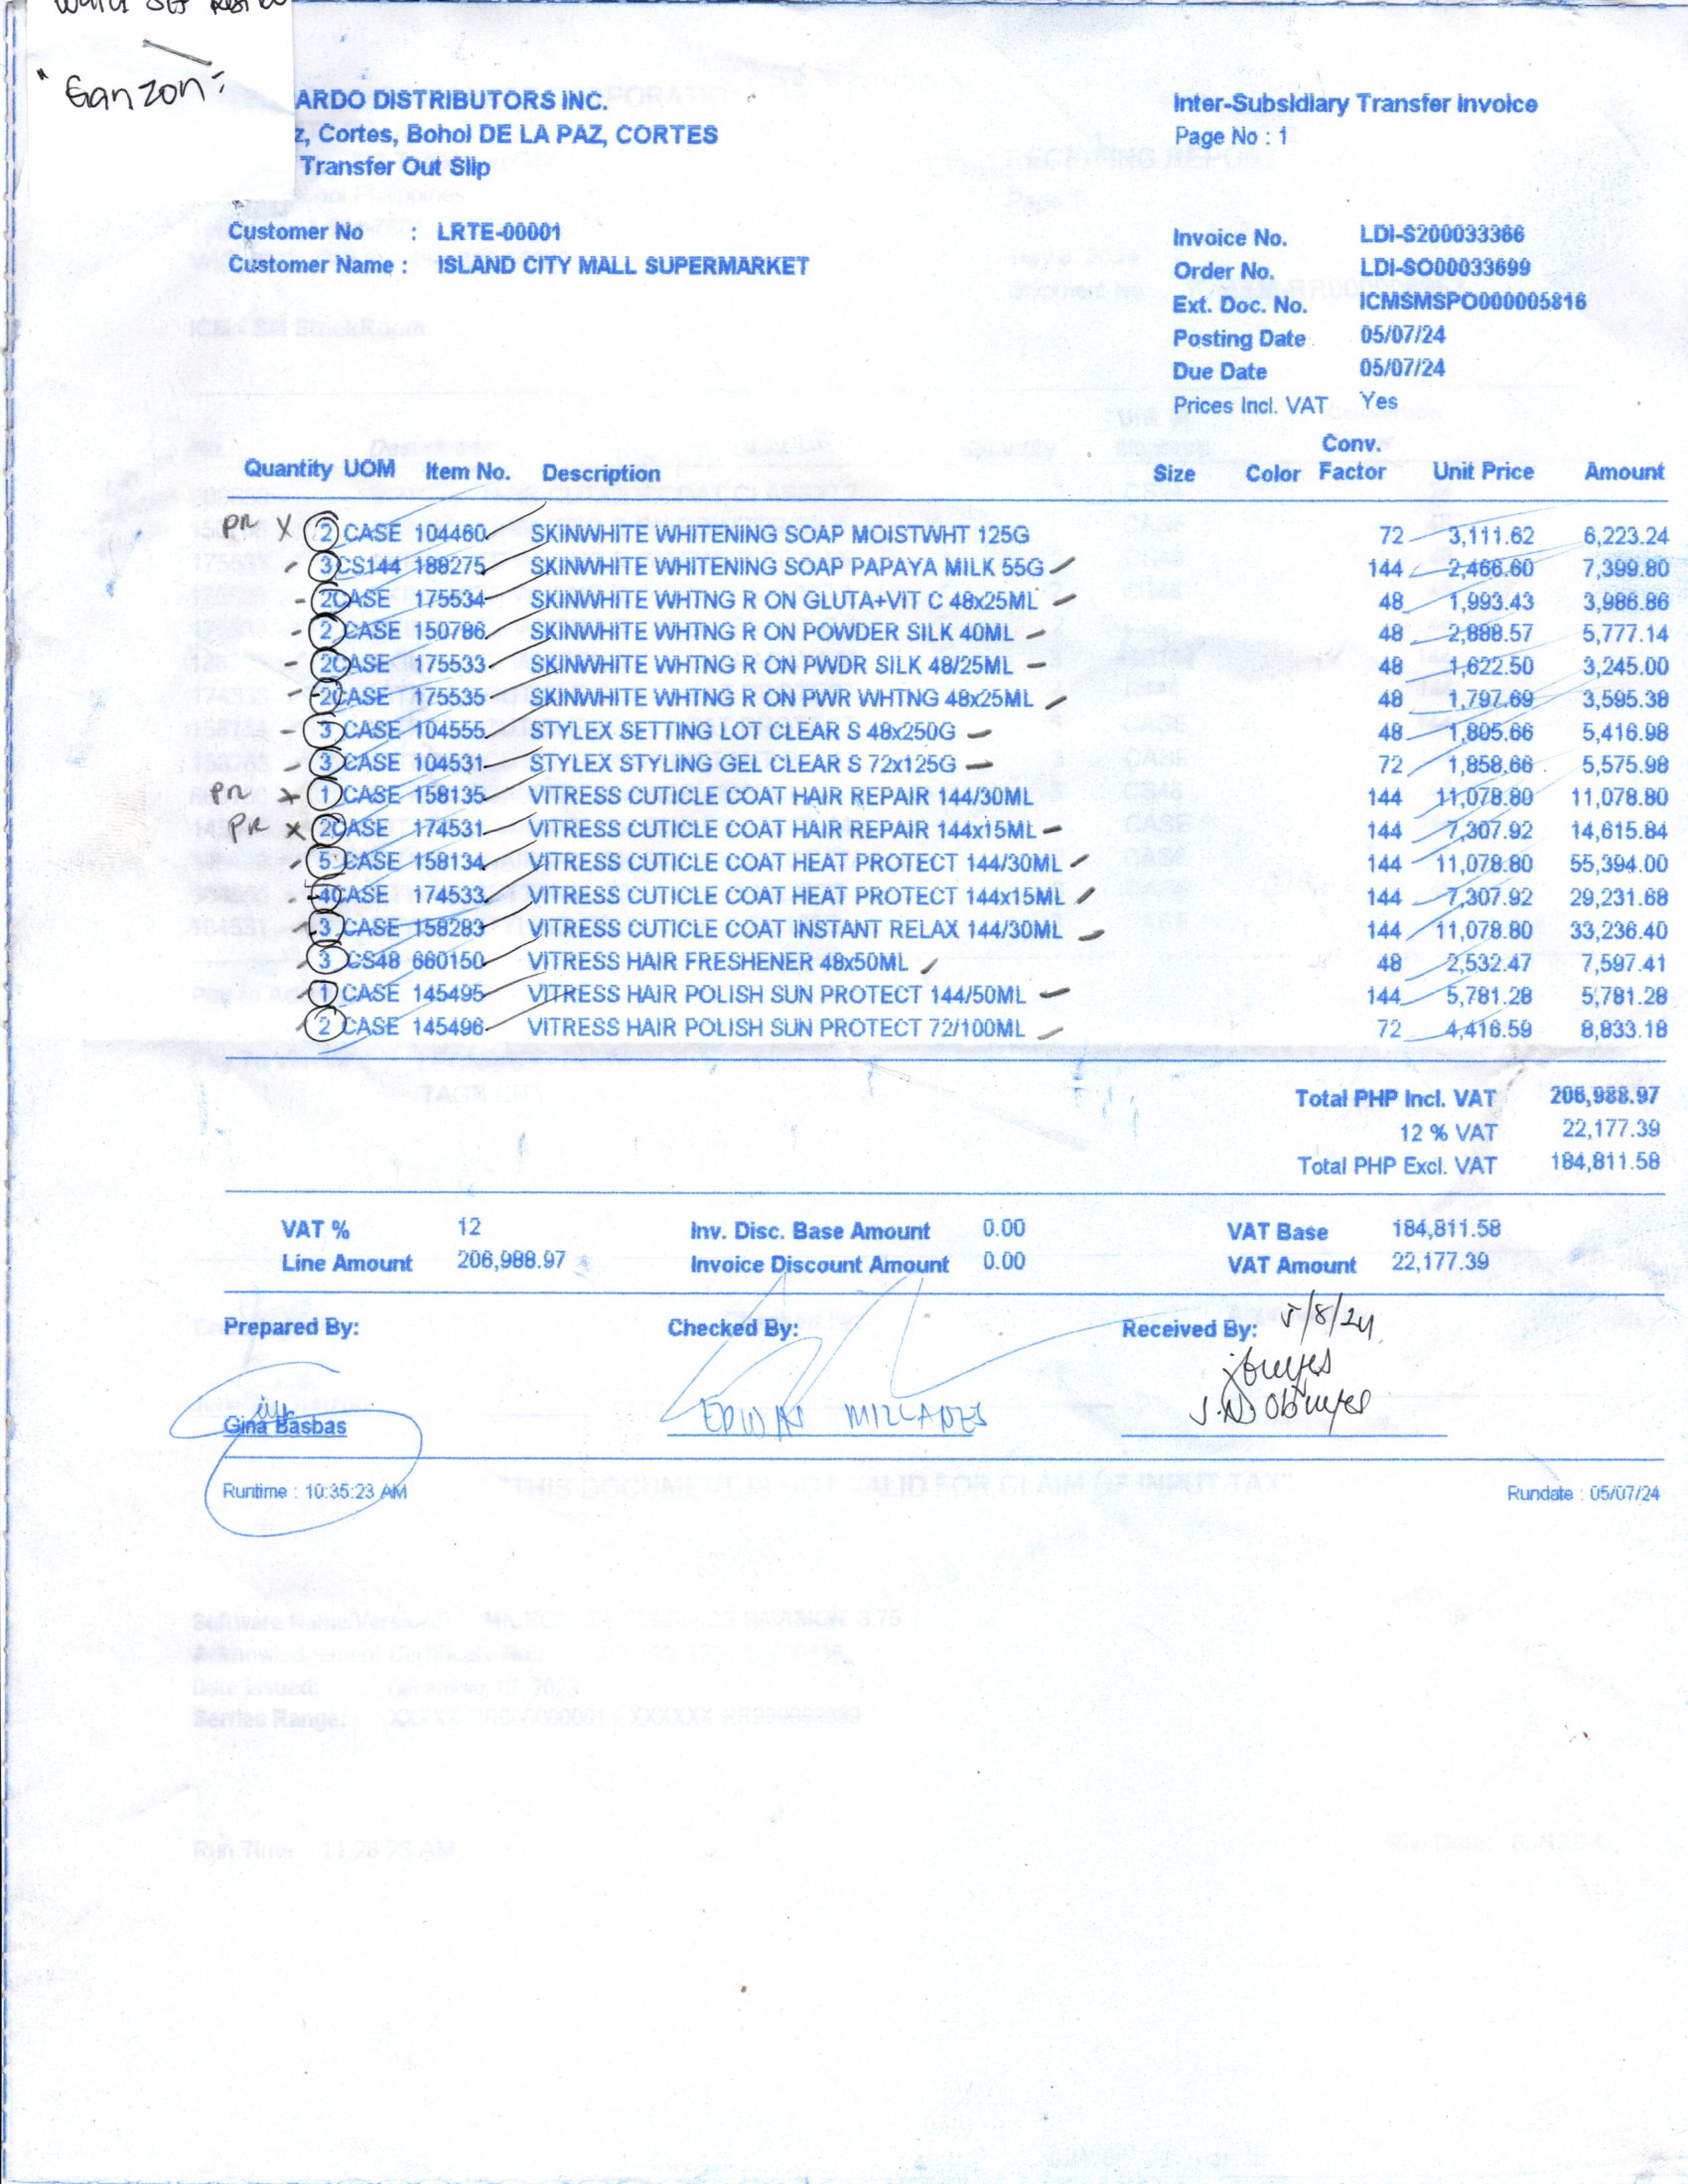 "Ganzon"
ARDO DISTRIBUTORS INC.
z, Cortes, Bohol DE LA PAZ, CORTES
Transfer Out Slip
Inter-Subsidiary Transfer Invoice
Page No : 1
Customer No : LRTE-00001
Customer Name : ISLAND CITY MALL SUPERMARKET
Invoice No. LDI-S200033366
Order No. LDI-SO00033699
Ext. Doc. No. ICMSMSPO000005816
Posting Date 05/07/24
Due Date 05/07/24
Prices Incl. VAT Yes
Quantity UOM Item No. Description Size Color Conv. Factor Unit Price Amount
PR X 2 CASE 104460 SKINWHITE WHITENING SOAP MOISTWHT 125G 72 3,111.62 6,223.24
3 CS144 188275 SKINWHITE WHITENING SOAP PAPAYA MILK 55G 144 2,466.60 7,399.80
2 CASE 175534 SKINWHITE WHTNG R ON GLUTA+VIT C 48x25ML 48 1,993.43 3,986.86
2 CASE 150786 SKINWHITE WHTNG R ON POWDER SILK 40ML 48 2,888.57 5,777.14
2 CASE 175533 SKINWHITE WHTNG R ON PWDR SILK 48/25ML 48 1,622.50 3,245.00
2 CASE 175535 SKINWHITE WHTNG R ON PWR WHTNG 48x25ML 48 1,797.69 3,595.38
3 CASE 104555 STYLEX SETTING LOT CLEAR S 48x250G 48 1,805.66 5,416.98
3 CASE 104531 STYLEX STYLING GEL CLEAR S 72x125G 72 1,858.66 5,575.98
PR x 1 CASE 158135 VITRESS CUTICLE COAT HAIR REPAIR 144/30ML 144 11,078.80 11,078.80
PR x 2 CASE 174531 VITRESS CUTICLE COAT HAIR REPAIR 144x15ML 144 7,307.92 14,615.84
5 CASE 158134 VITRESS CUTICLE COAT HEAT PROTECT 144/30ML 144 11,078.80 55,394.00
4 CASE 174533 VITRESS CUTICLE COAT HEAT PROTECT 144x15ML 144 7,307.92 29,231.68
3 CASE 158283 VITRESS CUTICLE COAT INSTANT RELAX 144/30ML 144 11,078.80 33,236.40
3 CS48 660150 VITRESS HAIR FRESHENER 48x50ML 48 2,532.47 7,597.41
1 CASE 145495 VITRESS HAIR POLISH SUN PROTECT 144/50ML 144 5,781.28 5,781.28
2 CASE 145496 VITRESS HAIR POLISH SUN PROTECT 72/100ML 72 4,416.59 8,833.18
Total PHP Incl. VAT 206,988.97
12 % VAT 22,177.39
Total PHP Excl. VAT 184,811.58
VAT % 12 Inv. Disc. Base Amount 0.00 VAT Base 184,811.58
Line Amount 206,988.97 Invoice Discount Amount 0.00 VAT Amount 22,177.39
Prepared By: Checked By: Received By: 5/8/24
Gina Basbas
Runtime : 10:35:23 AM
Rundate : 05/07/24
"THIS DOCUMENT IS NOT VALID FOR CLAIM OF INPUT TAX"